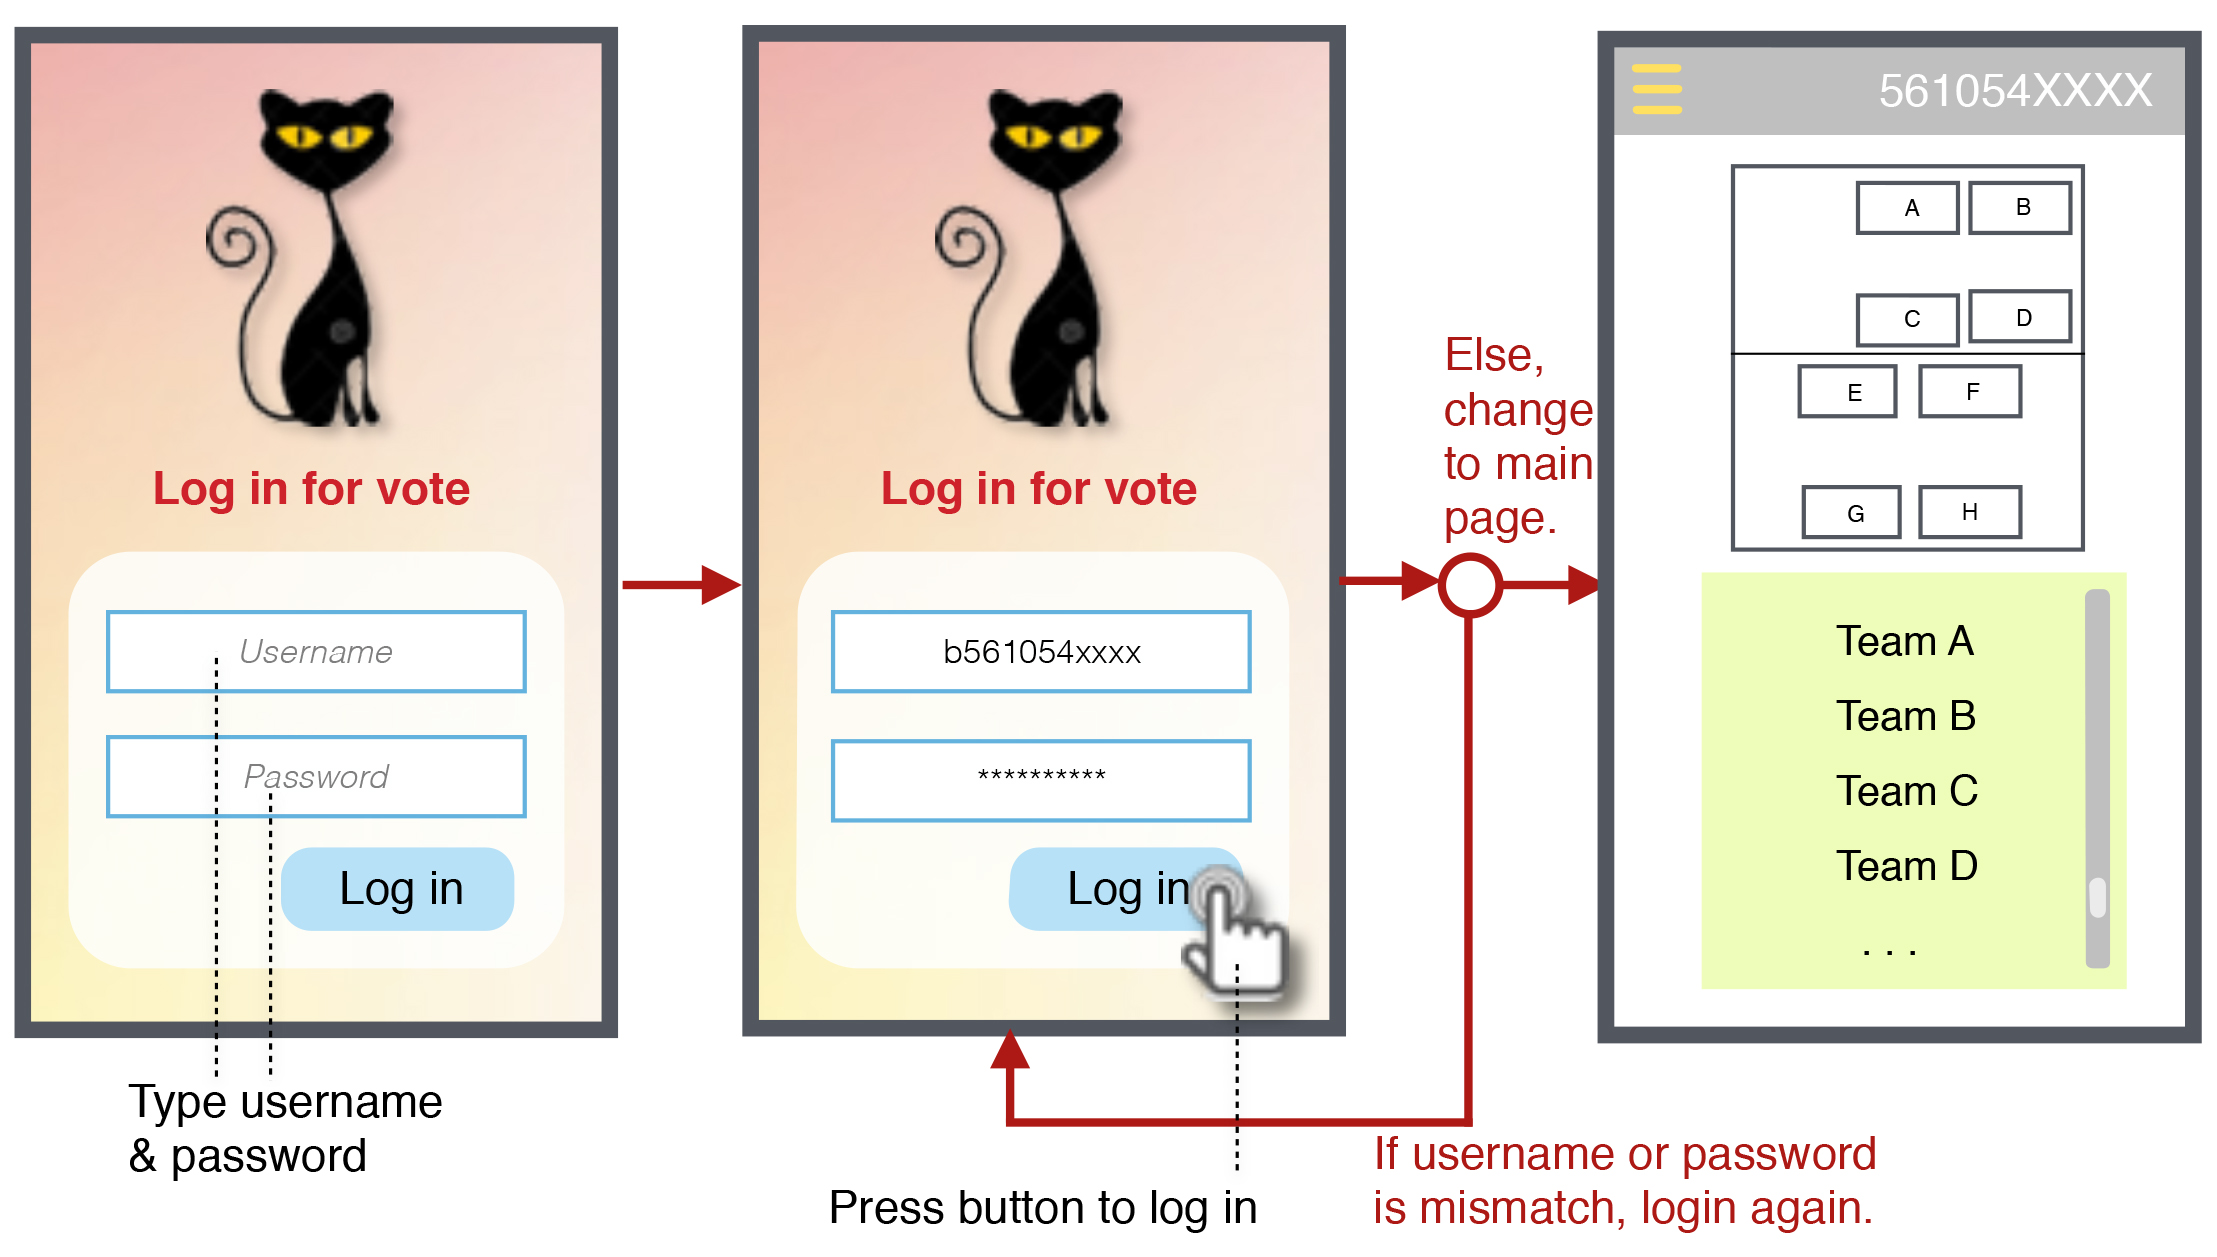 Log in for vote
Username
Password
Log in
Type username
& password
Log in for vote
b561054xxxx
**********
Log in
Press button to log in
Else,
change
to main
page.
If username or password
is mismatch, login again.
561054XXXX
A B
C D
E F
G H
Team A
Team B
Team C
Team D
. . .